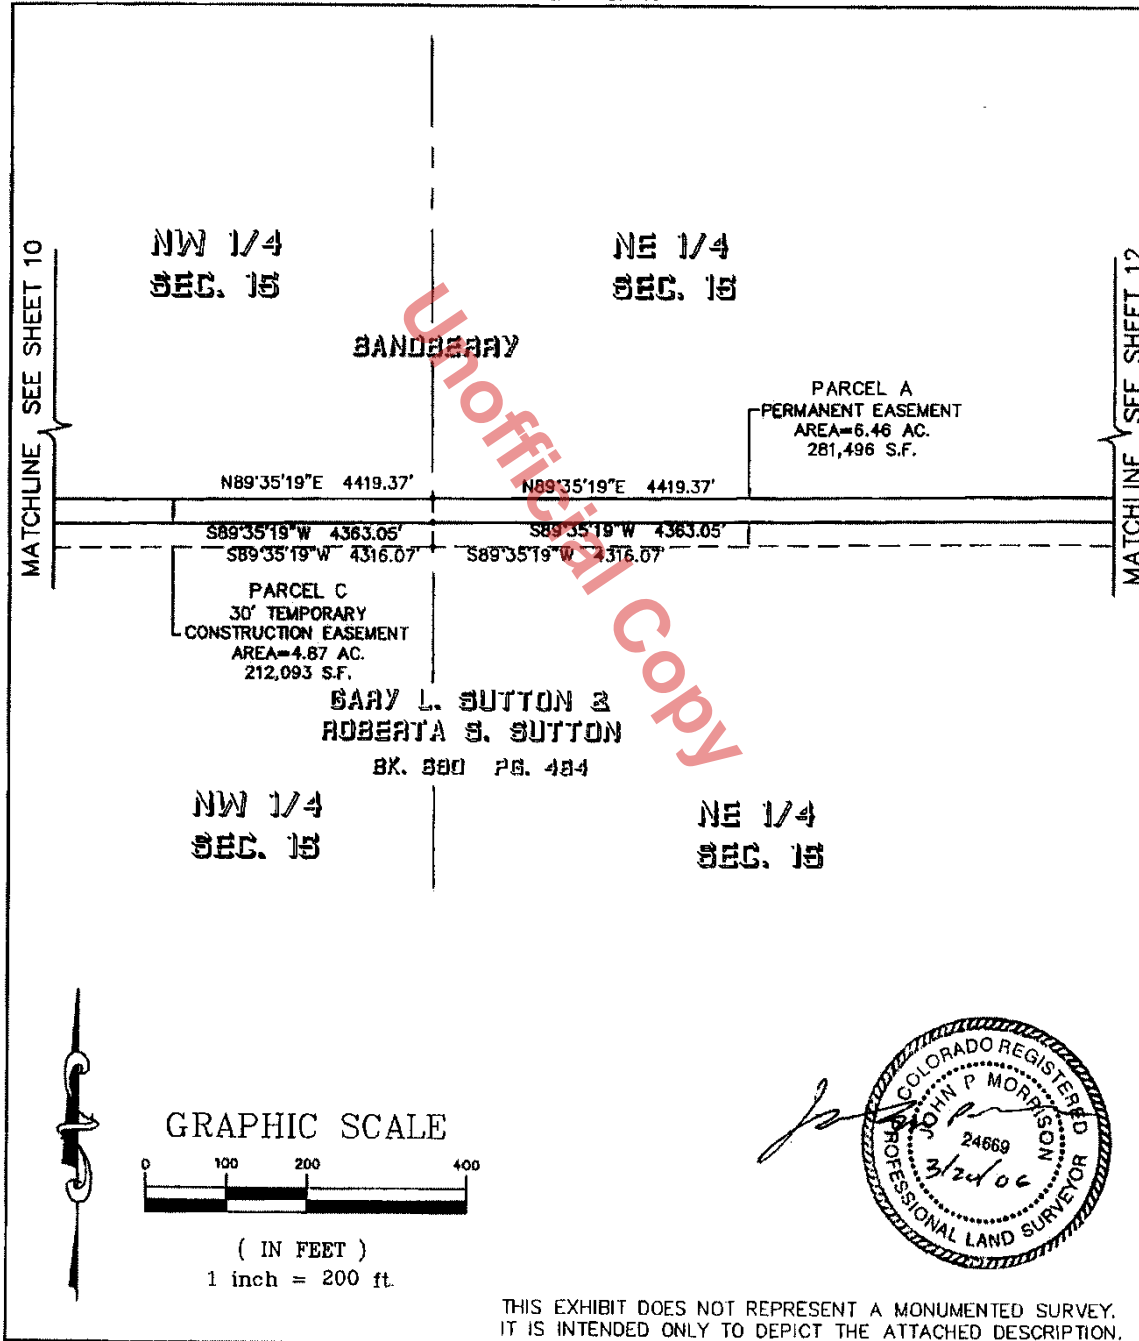 NW 1/4
SEC. 15
NE 1/4
SEC. 15
SANDBERRY
MATCHLINE SEE SHEET 10
MATCHLINE SEE SHEET 12
PARCEL A
PERMANENT EASEMENT
AREA=6.46 AC.
281,496 S.F.
N89°35'19"E 4419.37'
N89°35'19"E 4419.37'
S89°35'19"W 4363.05'
S89°35'19"W 4363.05'
S89°35'19"W 4316.07'
S89°35'19"W 4316.07'
PARCEL C
30' TEMPORARY
CONSTRUCTION EASEMENT
AREA=4.87 AC.
212,093 S.F.
GARY L. SUTTON &
ROBERTA S. SUTTON
BK. 880 PG. 484
NW 1/4
SEC. 15
NE 1/4
SEC. 15
Unofficial Copy
GRAPHIC SCALE
0 100 200 400
( IN FEET )
1 inch = 200 ft.
COLORADO REGISTERED
PROFESSIONAL LAND SURVEYOR
JOHN P MORRISON
24669
THIS EXHIBIT DOES NOT REPRESENT A MONUMENTED SURVEY.
IT IS INTENDED ONLY TO DEPICT THE ATTACHED DESCRIPTION.